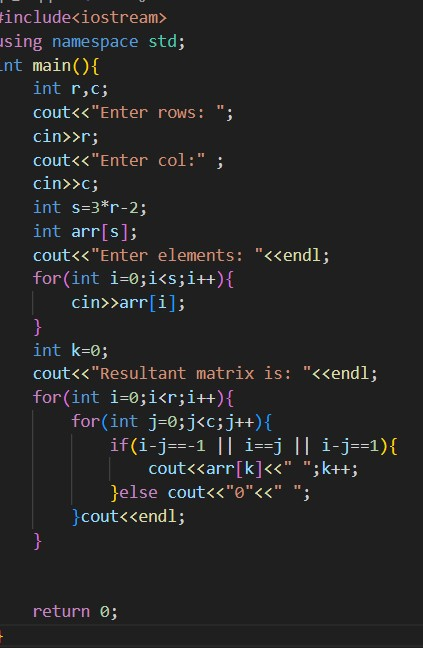 #include<iostream>
using namespace std;
int main(){
    int r,c;
    cout<<"Enter rows: ";
    cin>>r;
    cout<<"Enter col:" ;
    cin>>c;
    int s=3*r-2;
    int arr[s];
    cout<<"Enter elements: "<<endl;
    for(int i=0;i<s;i++){
        cin>>arr[i];
    }
    int k=0;
    cout<<"Resultant matrix is: "<<endl;
    for(int i=0;i<r;i++){
        for(int j=0;j<c;j++){
            if(i-j==-1 || i==j || i-j==1){
                cout<<arr[k]<<" ";k++;
            }else cout<<"0"<<" ";
        }cout<<endl;
    }
    return 0;
}